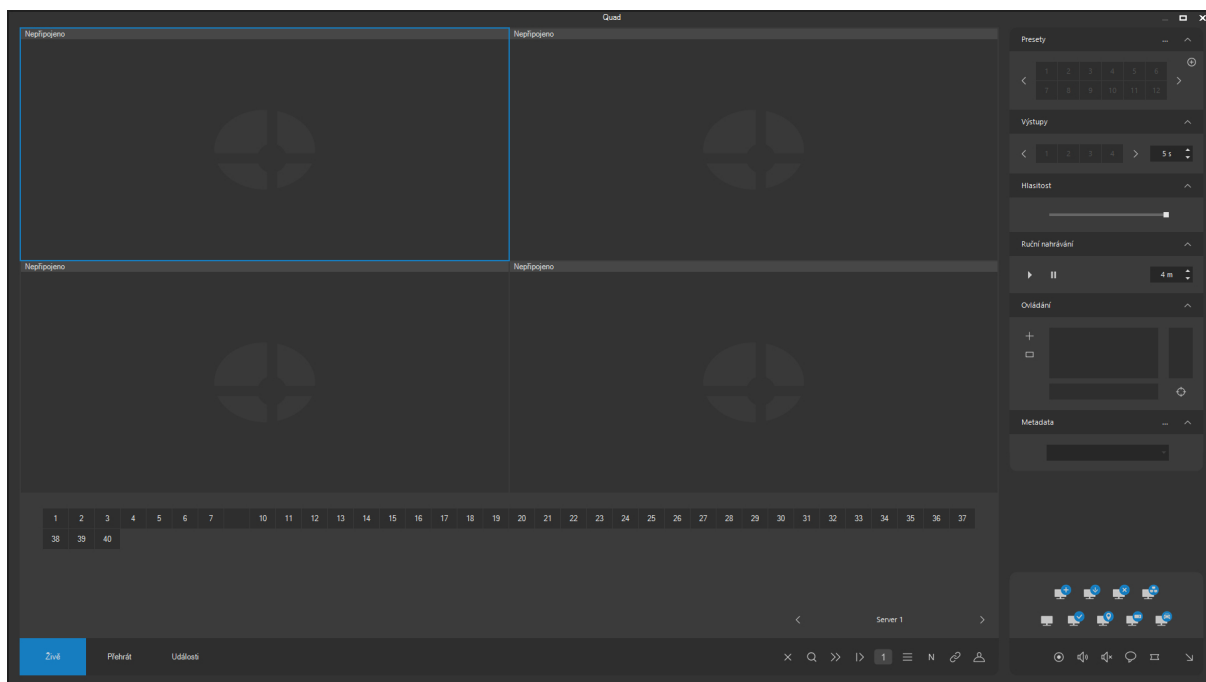 Quad
Nepřipojeno
Nepřipojeno
Presety
1 2 3 4 5 6
7 8 9 10 11 12
Výstupy
1 2 3 4
5 s
Hlasitost
Ruční nahrávání
4 m
Ovládání
Metadata
Nepřipojeno
Nepřipojeno
1 2 3 4 5 6 7 10 11 12 13 14 15 16 17 18 19 20 21 22 23 24 25 26 27 28 29 30 31 32 33 34 35 36 37
38 39 40
Server 1
Živě Přehrát Události
1 N